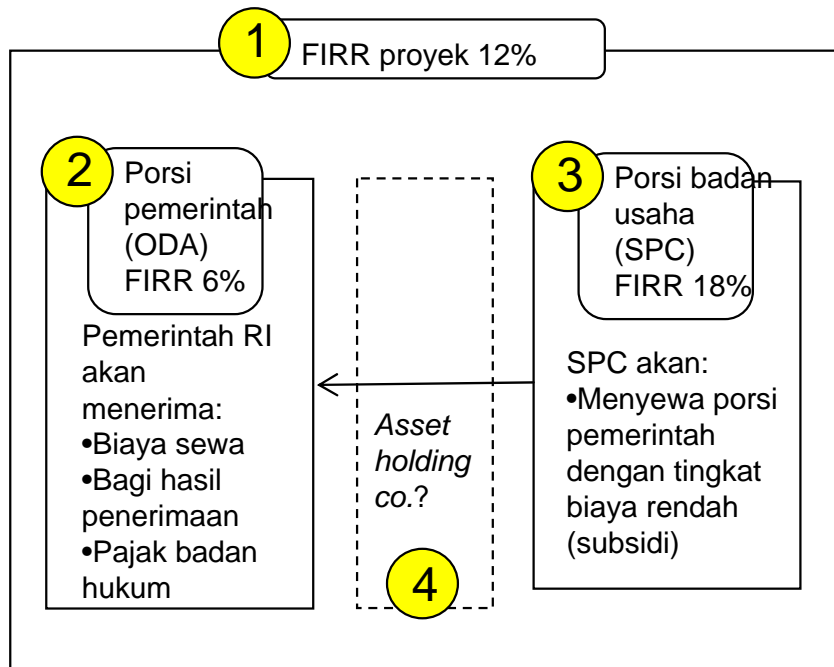 1
FIRR proyek 12%
2
Porsi
pemerintah
(ODA)
FIRR 6%
Pemerintah RI
akan
menerima:
•Biaya sewa
•Bagi hasil
penerimaan
•Pajak badan
hukum
Asset
holding
co.?
4
3
Porsi badan
usaha
(SPC)
FIRR 18%
SPC akan:
•Menyewa porsi
pemerintah
dengan tingkat
biaya rendah
(subsidi)